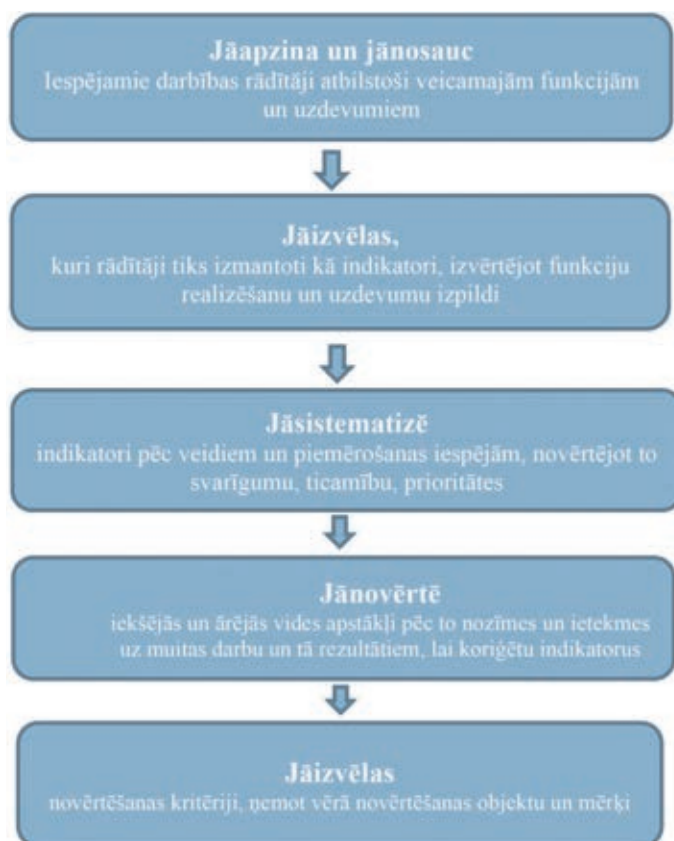 Jāapzina un jānosauc
Iespējamie darbības rādītāji atbilstoši veicamajām funkcijām
un uzdevumiem
Jāizvēlas,
kuri rādītāji tiks izmantoti kā indikatori, izvērtējot funkciju
realizēšanu un uzdevumu izpildi
Jāsistematizē
indikatori pēc veidiem un piemērošanas iespējām, novērtējot to
svarīgumu, ticamību, prioritātes
Jānovērtē
iekšējās un ārējās vides apstākļi pēc to nozīmes un ietekmes
uz muitas darbu un tā rezultātiem, lai koriģētu indikatorus
Jāizvēlas
novērtēšanas kritēriji, ņemot vērā novērtēšanas objektu un mērķi